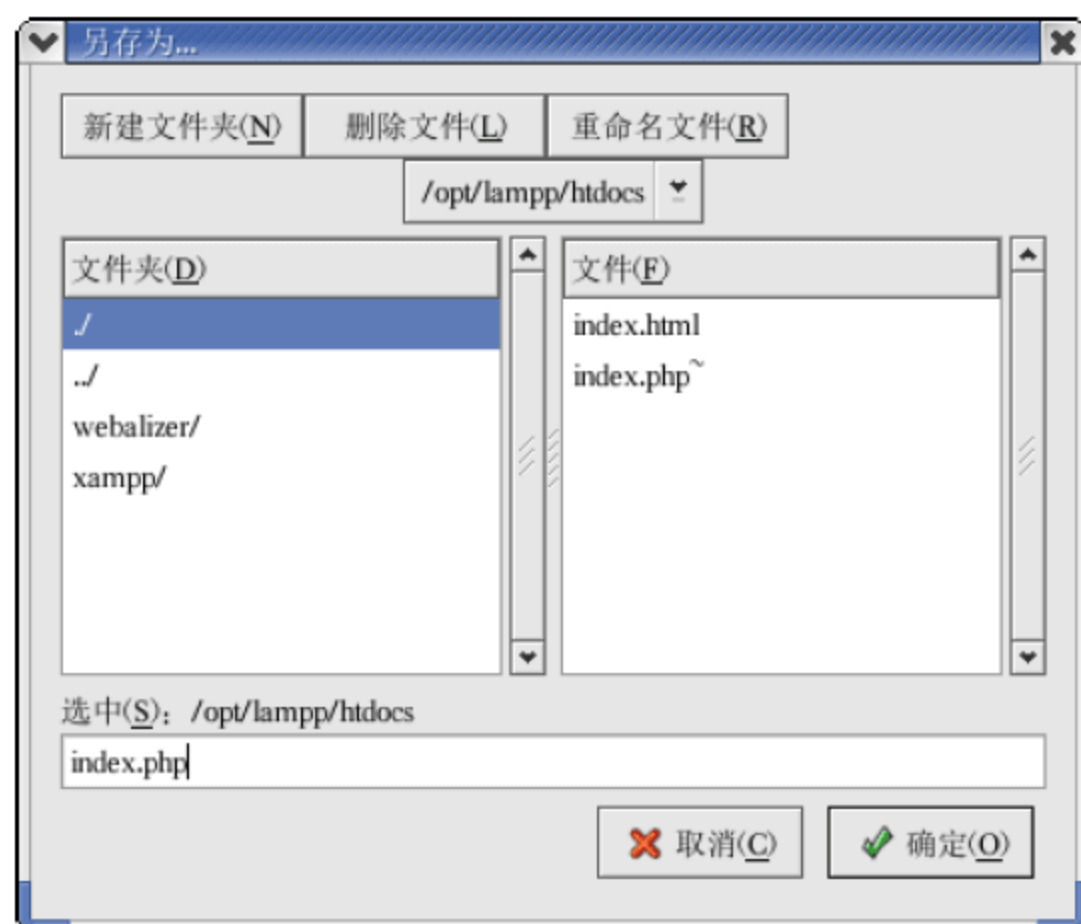 另存为...
新建文件夹(N) 删除文件(L) 重命名文件(R)
/opt/lampp/htdocs
文件夹(D)
./
../
webalizer/
xampp/
文件(F)
index.html
index.php~
选中(S)：/opt/lampp/htdocs
index.php
取消(C) 确定(O)